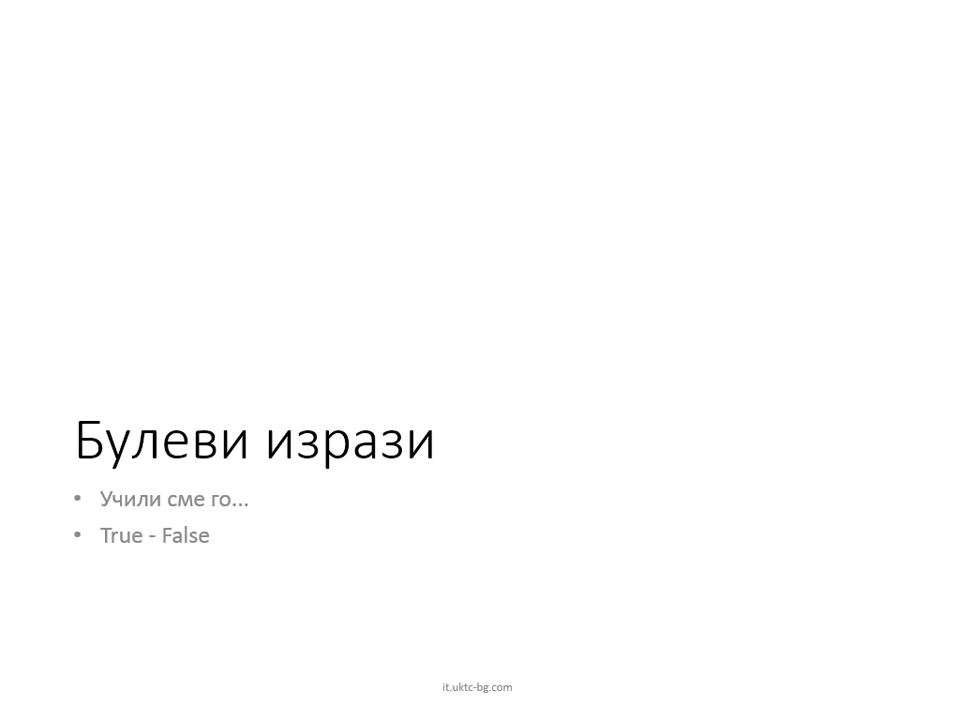 Булеви изрази
• Учили сме го...
• True - False
it.uktc-bg.com